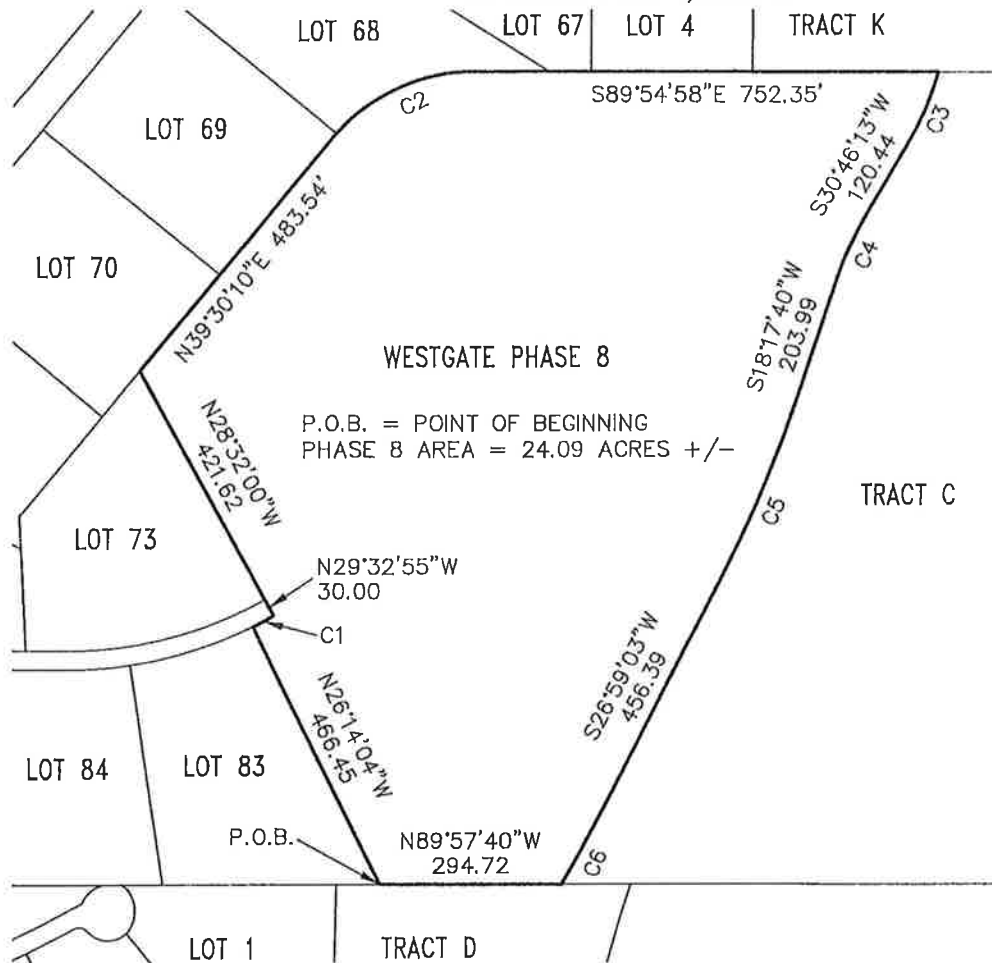 LOT 68
LOT 67
LOT 4
TRACT K
C2
S89°54'58"E 752.35'
C3
LOT 69
S30°46'13"W
120.44
N39°30'10"E 483.54'
C4
LOT 70
S18°17'40"W
203.99
WESTGATE PHASE 8
P.O.B. = POINT OF BEGINNING
PHASE 8 AREA = 24.09 ACRES +/-
N28°32'00"W
421.62
TRACT C
C5
LOT 73
N29°32'55"W
30.00
C1
S26°59'03"W
456.39
N26°14'04"W
466.45
LOT 84
LOT 83
P.O.B.
N89°57'40"W
294.72
C6
LOT 1
TRACT D